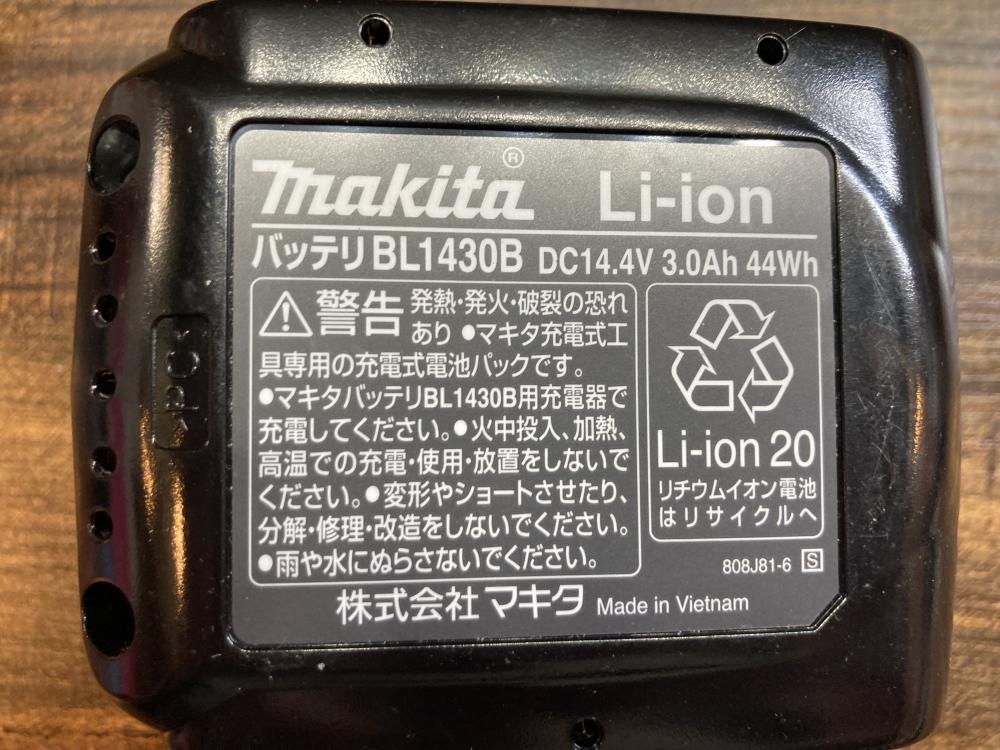 makita® Li-ion
バッテリBL1430B DC14.4V 3.0Ah 44Wh
警告 発熱・発火・破裂の恐れ
あり ●マキタ充電式工
具専用の充電式電池パックです。
●マキタバッテリBL1430B用充電器で
充電してください。●火中投入、加熱、
高温での充電・使用・放置をしないで
ください。●変形やショートさせたり、
分解・修理・改造をしないでください。
●雨や水にぬらさないでください。
Li-ion 20
リチウムイオン電池
はリサイクルへ
808J81-6 S
株式会社マキタ Made in Vietnam